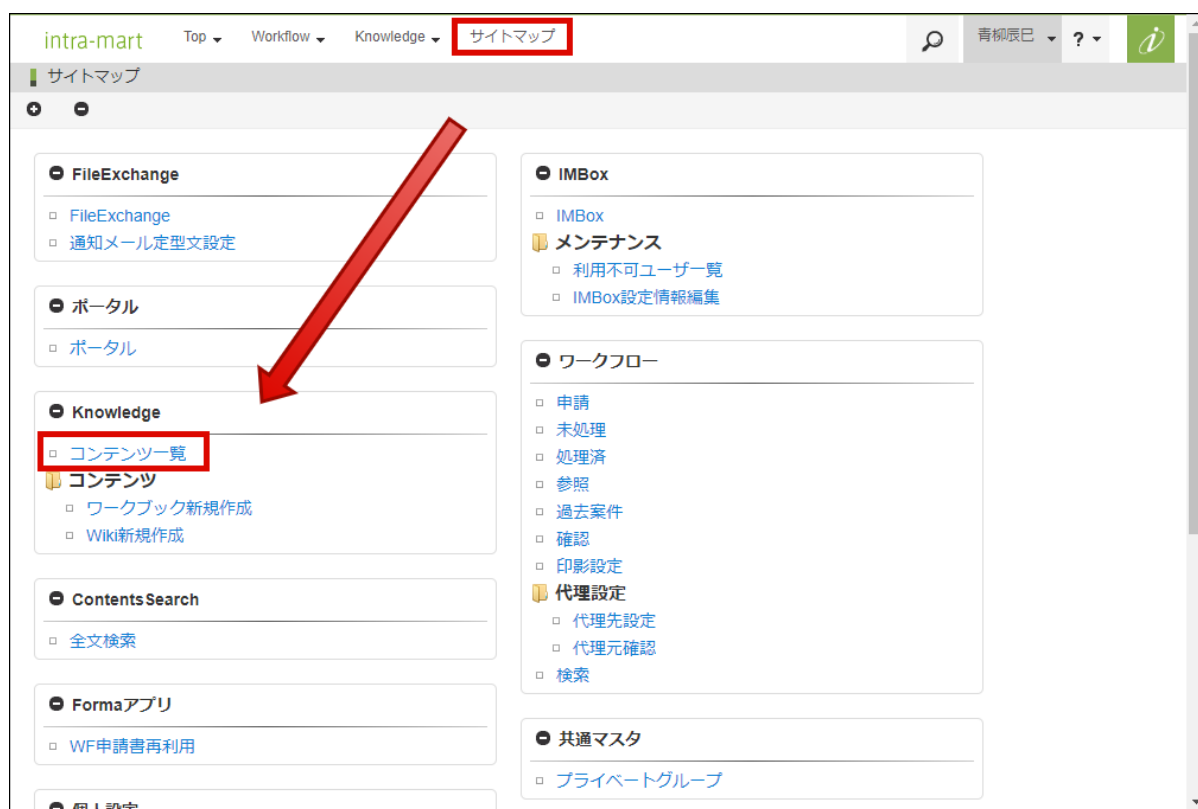 intra-mart Top Workflow Knowledge サイトマップ 青柳辰巳 ?
サイトマップ
FileExchange
FileExchange
通知メール定型文設定
ポータル
ポータル
Knowledge
コンテンツ一覧
コンテンツ
ワークブック新規作成
Wiki新規作成
ContentsSearch
全文検索
Formaアプリ
WF申請書再利用
個人設定
IMBox
IMBox
メンテナンス
利用不可ユーザ一覧
IMBox設定情報編集
ワークフロー
申請
未処理
処理済
参照
過去案件
確認
印影設定
代理設定
代理先設定
代理元確認
検索
共通マスタ
プライベートグループ